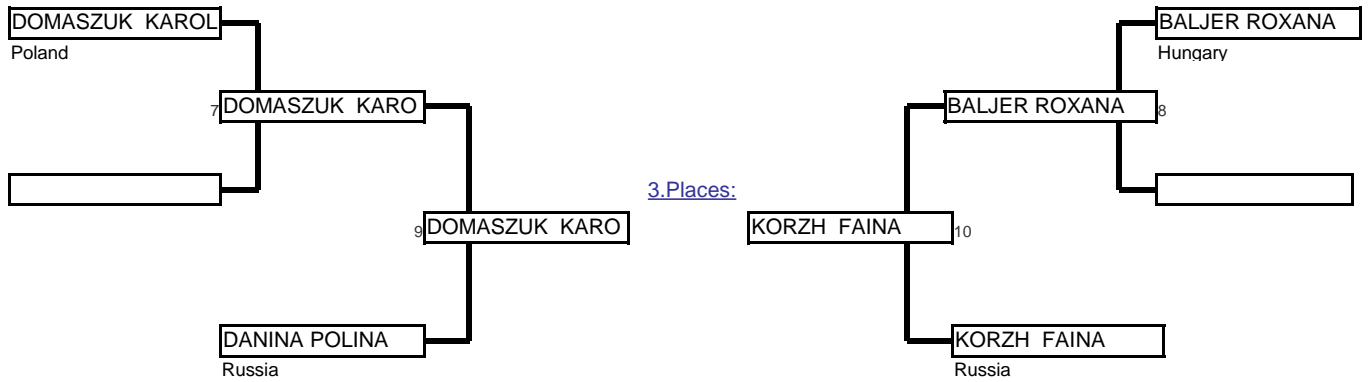 DOMASZUK KAROL
BALJER ROXANA
Poland
Hungary
7
DOMASZUK KARO
BALJER ROXANA
8
3.Places:
9
DOMASZUK KARO
KORZH FAINA
10
DANINA POLINA
KORZH FAINA
Russia
Russia